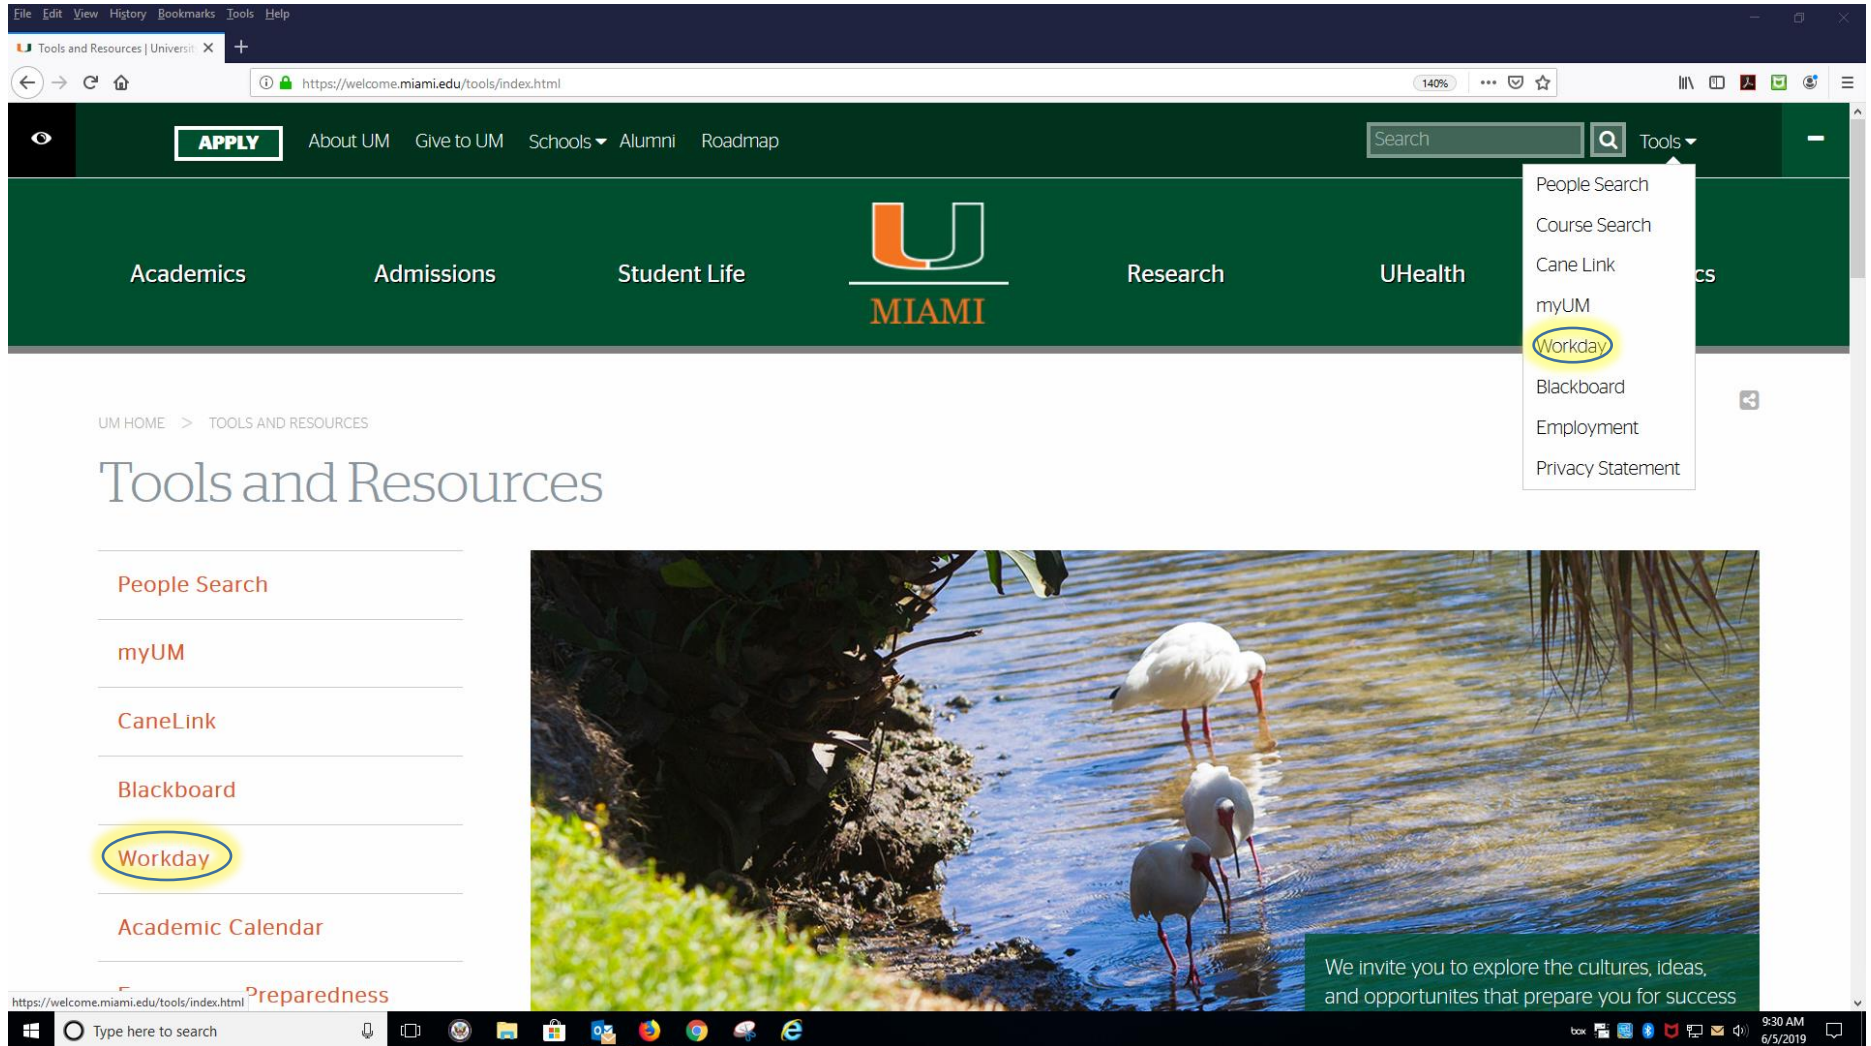 File Edit View History Bookmarks Tools Help
Tools and Resources | Universit
https://welcome.miami.edu/tools/index.html
140%
APPLY About UM Give to UM Schools Alumni Roadmap Search Tools
People Search
Course Search
Cane Link
myUM
Workday
Blackboard
Employment
Privacy Statement
Academics Admissions Student Life Research UHealth cs
MIAMI
UM HOME > TOOLS AND RESOURCES
Tools and Resources
People Search
myUM
CaneLink
Blackboard
Workday
Academic Calendar
Preparedness
We invite you to explore the cultures, ideas,
and opportunites that prepare you for success
https://welcome.miami.edu/tools/index.html
Type here to search
box
9:30 AM
6/5/2019